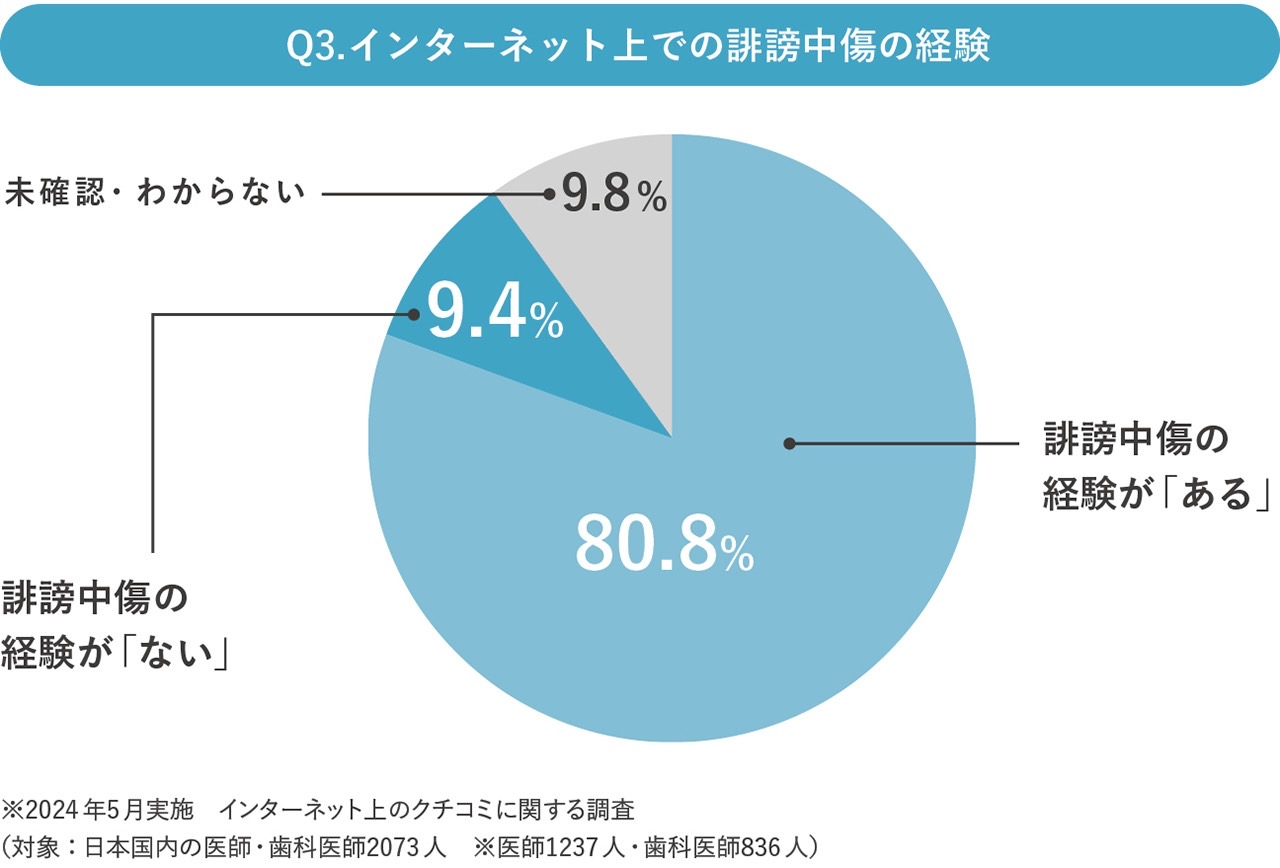 Q3.インターネット上での誹謗中傷の経験
未確認・わからない
9.8%
9.4%
誹謗中傷の
経験が「ある」
80.8%
誹謗中傷の
経験が「ない」
※2024年5月実施　インターネット上のクチコミに関する調査
（対象：日本国内の医師・歯科医師2073人　※医師1237人・歯科医師836人）